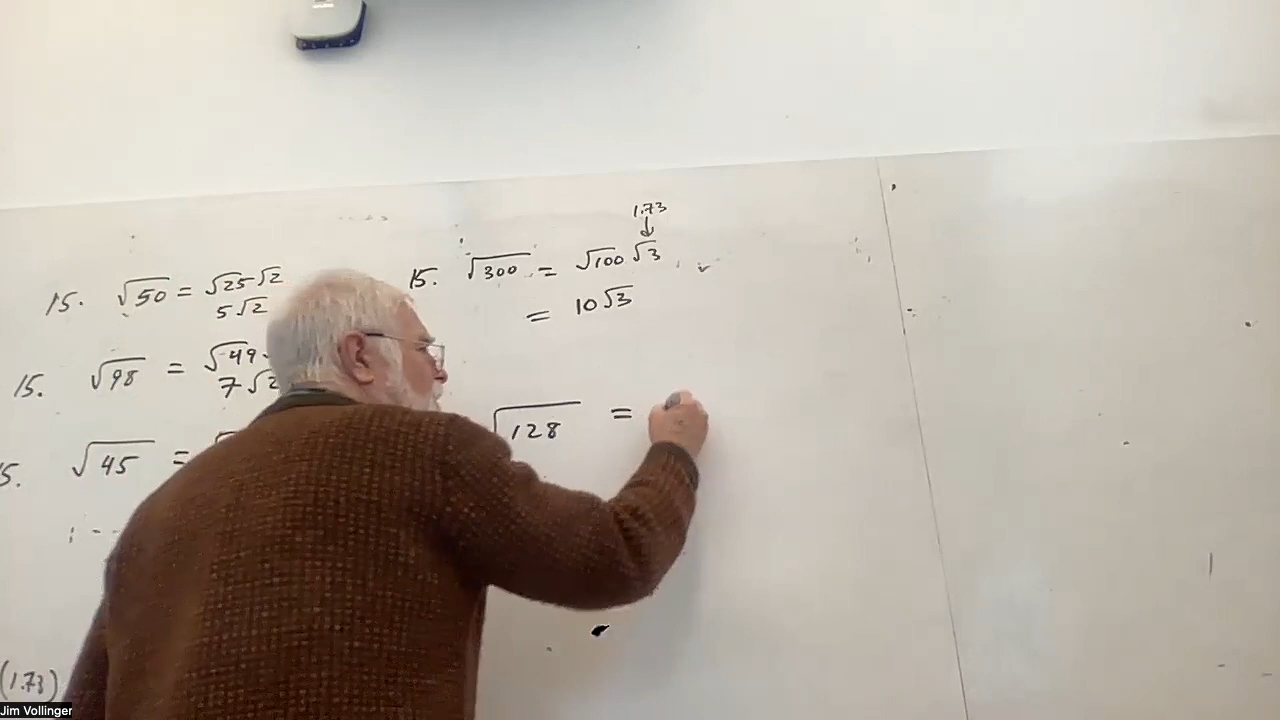 15. √50 = √25 √2
5√2
15. √98 = √49
7√2
15. √45 =
(1.73)
1.73
↓
15. √300 = √100 √3
= 10√3
√128 =
Jim Vollinger